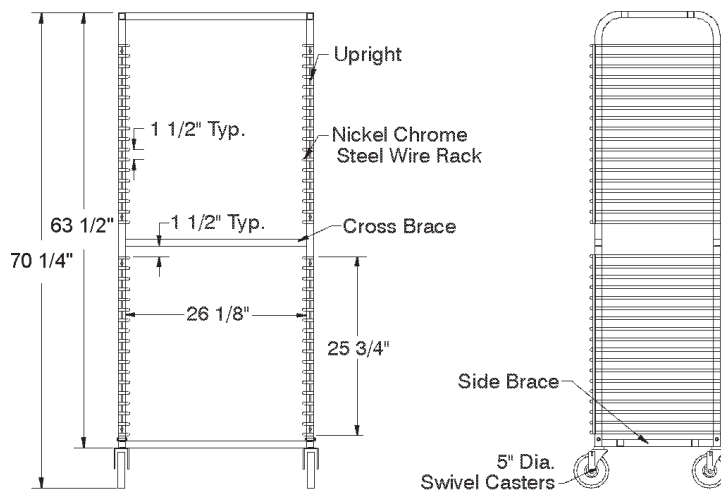 Upright
1 1/2" Typ.
Nickel Chrome
Steel Wire Rack
63 1/2"
1 1/2" Typ.
Cross Brace
70 1/4"
26 1/8"
25 3/4"
Side Brace
5" Dia.
Swivel Casters